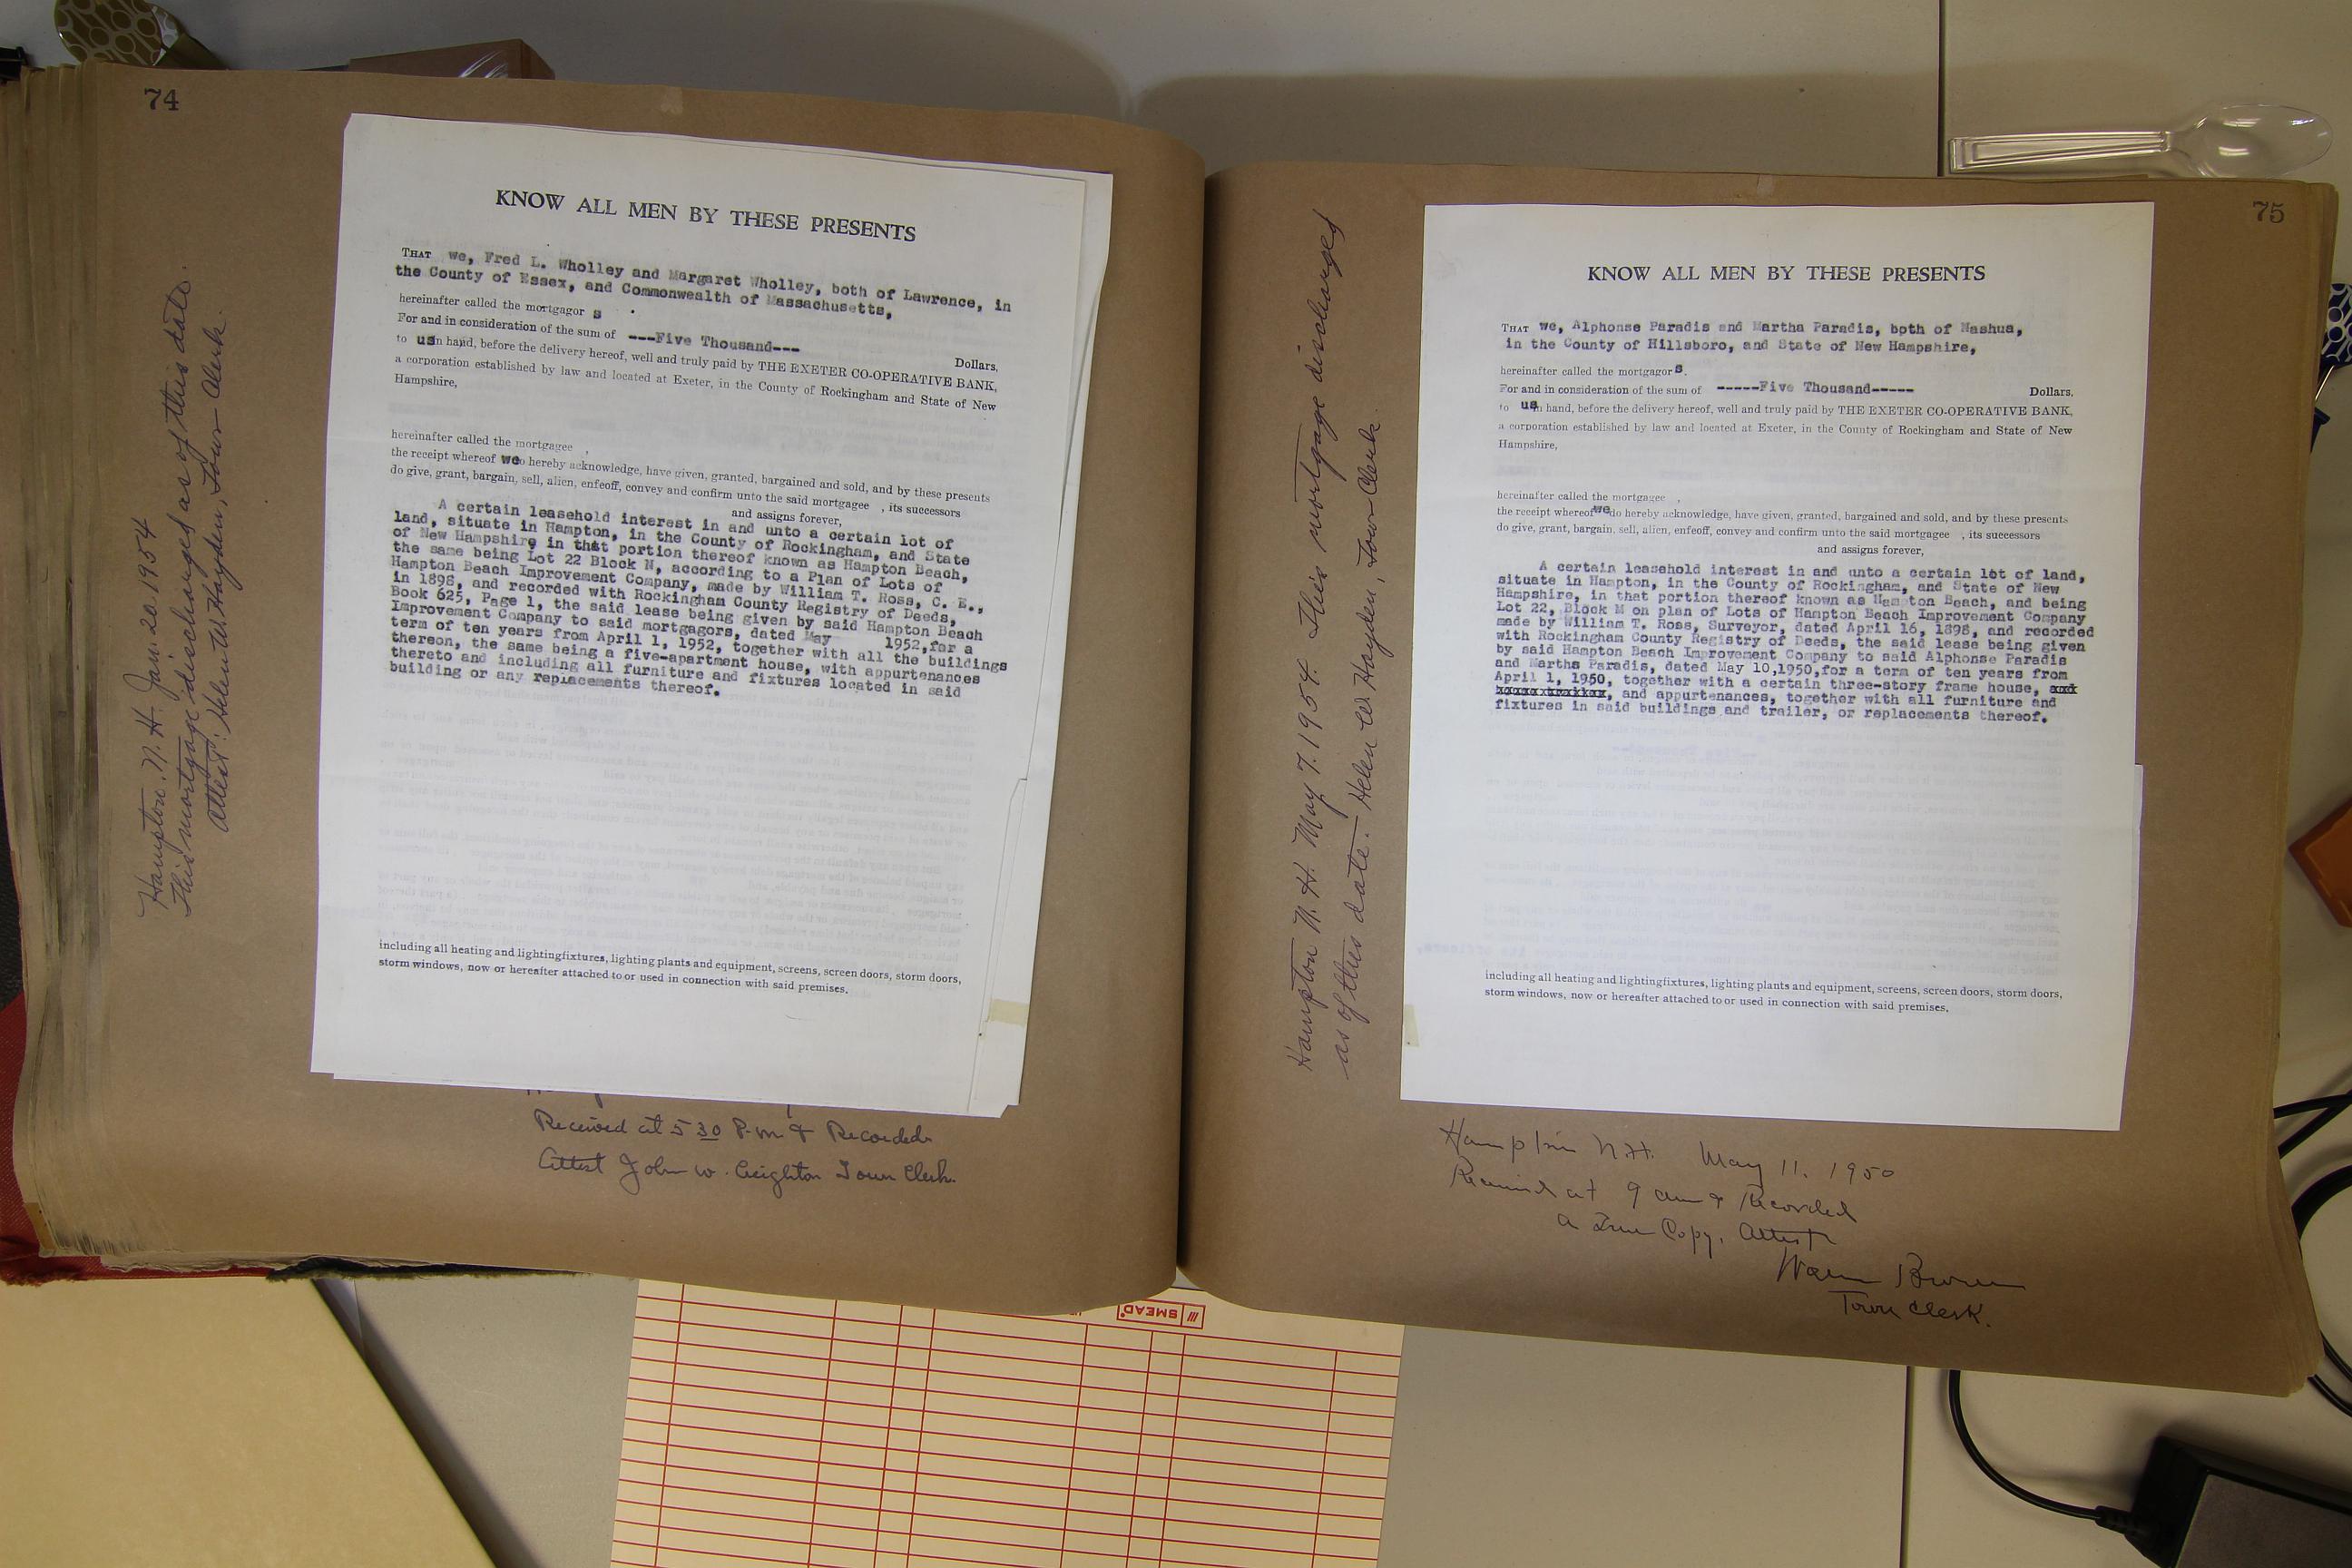 74
Hampton. N. H. Jan. 20. 1954
This mortgage discharges as of this date.
Attest: Helen W. Hayden, Town Clerk.
KNOW ALL MEN BY THESE PRESENTS
THAT we, Fred L. Wholley and Margaret Wholley, both of Lawrence, in
the County of Essex, and Commonwealth of Massachusetts,
hereinafter called the mortgagor s
For and in consideration of the sum of ---Five Thousand--- Dollars,
to us in hand, before the delivery hereof, well and truly paid by THE EXETER CO-OPERATIVE BANK,
a corporation established by law and located at Exeter, in the County of Rockingham and State of New
Hampshire,
hereinafter called the mortgagee ,
the receipt whereof we do hereby acknowledge, have given, granted, bargained and sold, and by these presents
do give, grant, bargain, sell, alien, enfeoff, convey and confirm unto the said mortgagee , its successors
and assigns forever,
A certain leasehold interest in and unto a certain lot of
land, situate in Hampton, in the County of Rockingham, and State
of New Hampshire in that portion thereof known as Hampton Beach,
the same being Lot 22 Block N, according to a Plan of Lots of
Hampton Beach Improvement Company, made by William T. Ross, C. E.,
in 1898, and recorded with Rockingham County Registry of Deeds,
Book 625, Page 1, the said lease being given by said Hampton Beach
Improvement Company to said mortgagors, dated May 1952,for a
term of ten years from April 1, 1952, together with all the buildings
thereon, the same being a five-apartment house, with appurtenances
thereto and including all furniture and fixtures located in said
building or any replacements thereof.
including all heating and lightingfixtures, lighting plants and equipment, screens, screen doors, storm doors,
storm windows, now or hereafter attached to or used in connection with said premises.
Received at 5 30 P.m. & Recorded
Attest John W. Creighton Town Clerk.
75
Hampton N. H. May 7. 1954. This mortgage discharges
as of this date. - Helen W. Hayden, Town Clerk
KNOW ALL MEN BY THESE PRESENTS
THAT we, Alphonse Paradis and Martha Paradis, bpth of Nashua,
in the County of Hillsboro, and State of New Hampshire,
hereinafter called the mortgagor s.
For and in consideration of the sum of -----Five Thousand----- Dollars,
to us in hand, before the delivery hereof, well and truly paid by THE EXETER CO-OPERATIVE BANK,
a corporation established by law and located at Exeter, in the County of Rockingham and State of New
Hampshire,
hereinafter called the mortgagee ,
the receipt whereof we do hereby acknowledge, have given, granted, bargained and sold, and by these presents
do give, grant, bargain, sell, alien, enfeoff, convey and confirm unto the said mortgagee , its successors
and assigns forever,
A certain leasehold interest in and unto a certain lot of land,
situate in Hampton, in the County of Rockingham, and State of New
Hampshire, in that portion thereof known as Hampton Beach, and being
Lot 22, Block M on plan of Lots of Hampton Beach Improvement Company
made by William T. Ross, Surveyor, dated April 16, 1898, and recorded
with Rockingham County Registry of Deeds, the said lease being given
by said Hampton Beach Improvement Company to said Alphonse Paradis
and Martha Paradis, dated May 10,1950,for a term of ten years from
April 1, 1950, together with a certain three-story frame house,
, and appurtenances, together with all furniture and
fixtures in said buildings and trailer, or replacements thereof.
including all heating and lightingfixtures, lighting plants and equipment, screens, screen doors, storm doors,
storm windows, now or hereafter attached to or used in connection with said premises,
Hampton N.H. May 11. 1950
Received at 9 am & Recorded
a True Copy, Attest
Brown
Town Clerk.
SMEAD